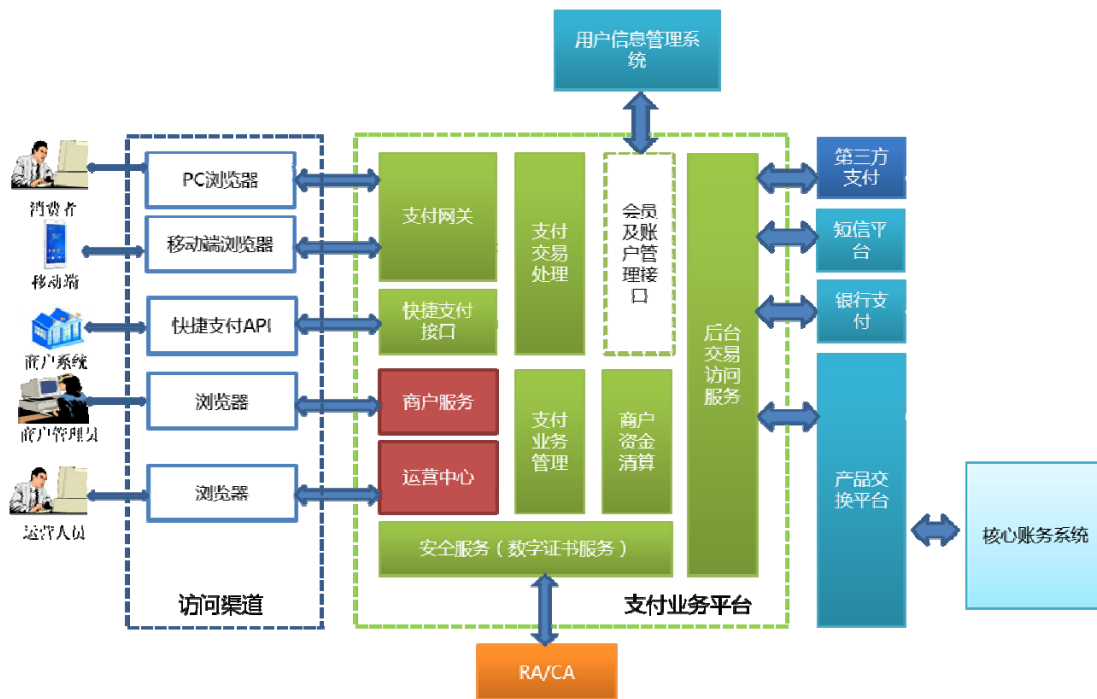 用户信息管理系
统
消费者
移动端
商户系统
商户管理员
运营人员
PC浏览器
移动端浏览器
快捷支付API
浏览器
浏览器
访问渠道
支付网关
快捷支付
接口
商户服务
运营中心
支付
交易
处理
会员
及账
户管
理接
口
支付
业务
管理
商户
资金
清算
后台
交易
访问
服务
安全服务（数字证书服务）
支付业务平台
第三方
支付
短信平
台
银行支
付
产品交
换平台
核心账务系统
RA/CA